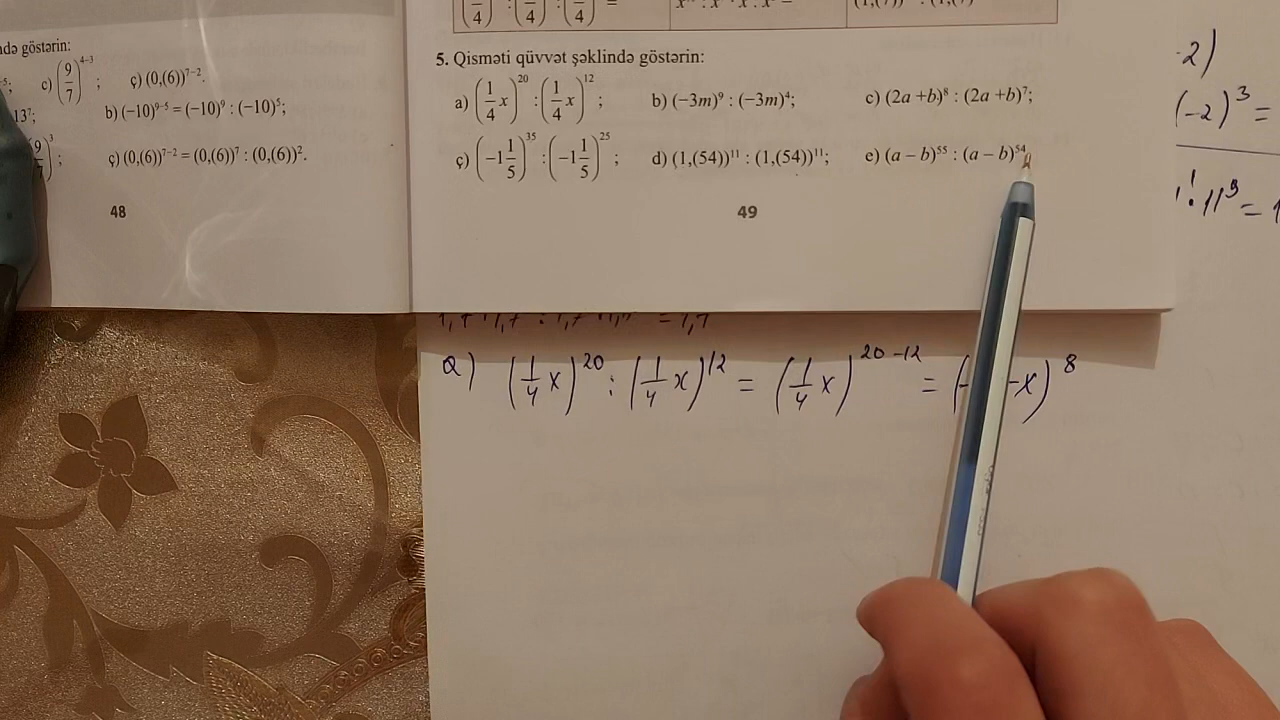 də göstərin:
c) (9/7)⁴⁻³; ç) (0,(6))⁷⁻².
13⁷; b) (−10)⁹⁻⁵ = (−10)⁹ : (−10)⁵;
ç) (0,(6))⁷⁻² = (0,(6))⁷ : (0,(6))².
48
5. Qisməti qüvvət şəklində göstərin:
a) (1/4 x)²⁰ : (1/4 x)¹²; b) (−3m)⁹ : (−3m)⁴; c) (2a +b)⁸ : (2a +b)⁷;
ç) (−1 1/5)³⁵ : (−1 1/5)²⁵; d) (1,(54))¹¹ : (1,(54))¹¹; e) (a − b)⁵⁵ : (a − b)⁵⁴
49
a) (1/4 x)²⁰ : (1/4 x)¹² = (1/4 x)²⁰⁻¹² = ( x)⁸
-2)
(−2)³ =
: 11³ =